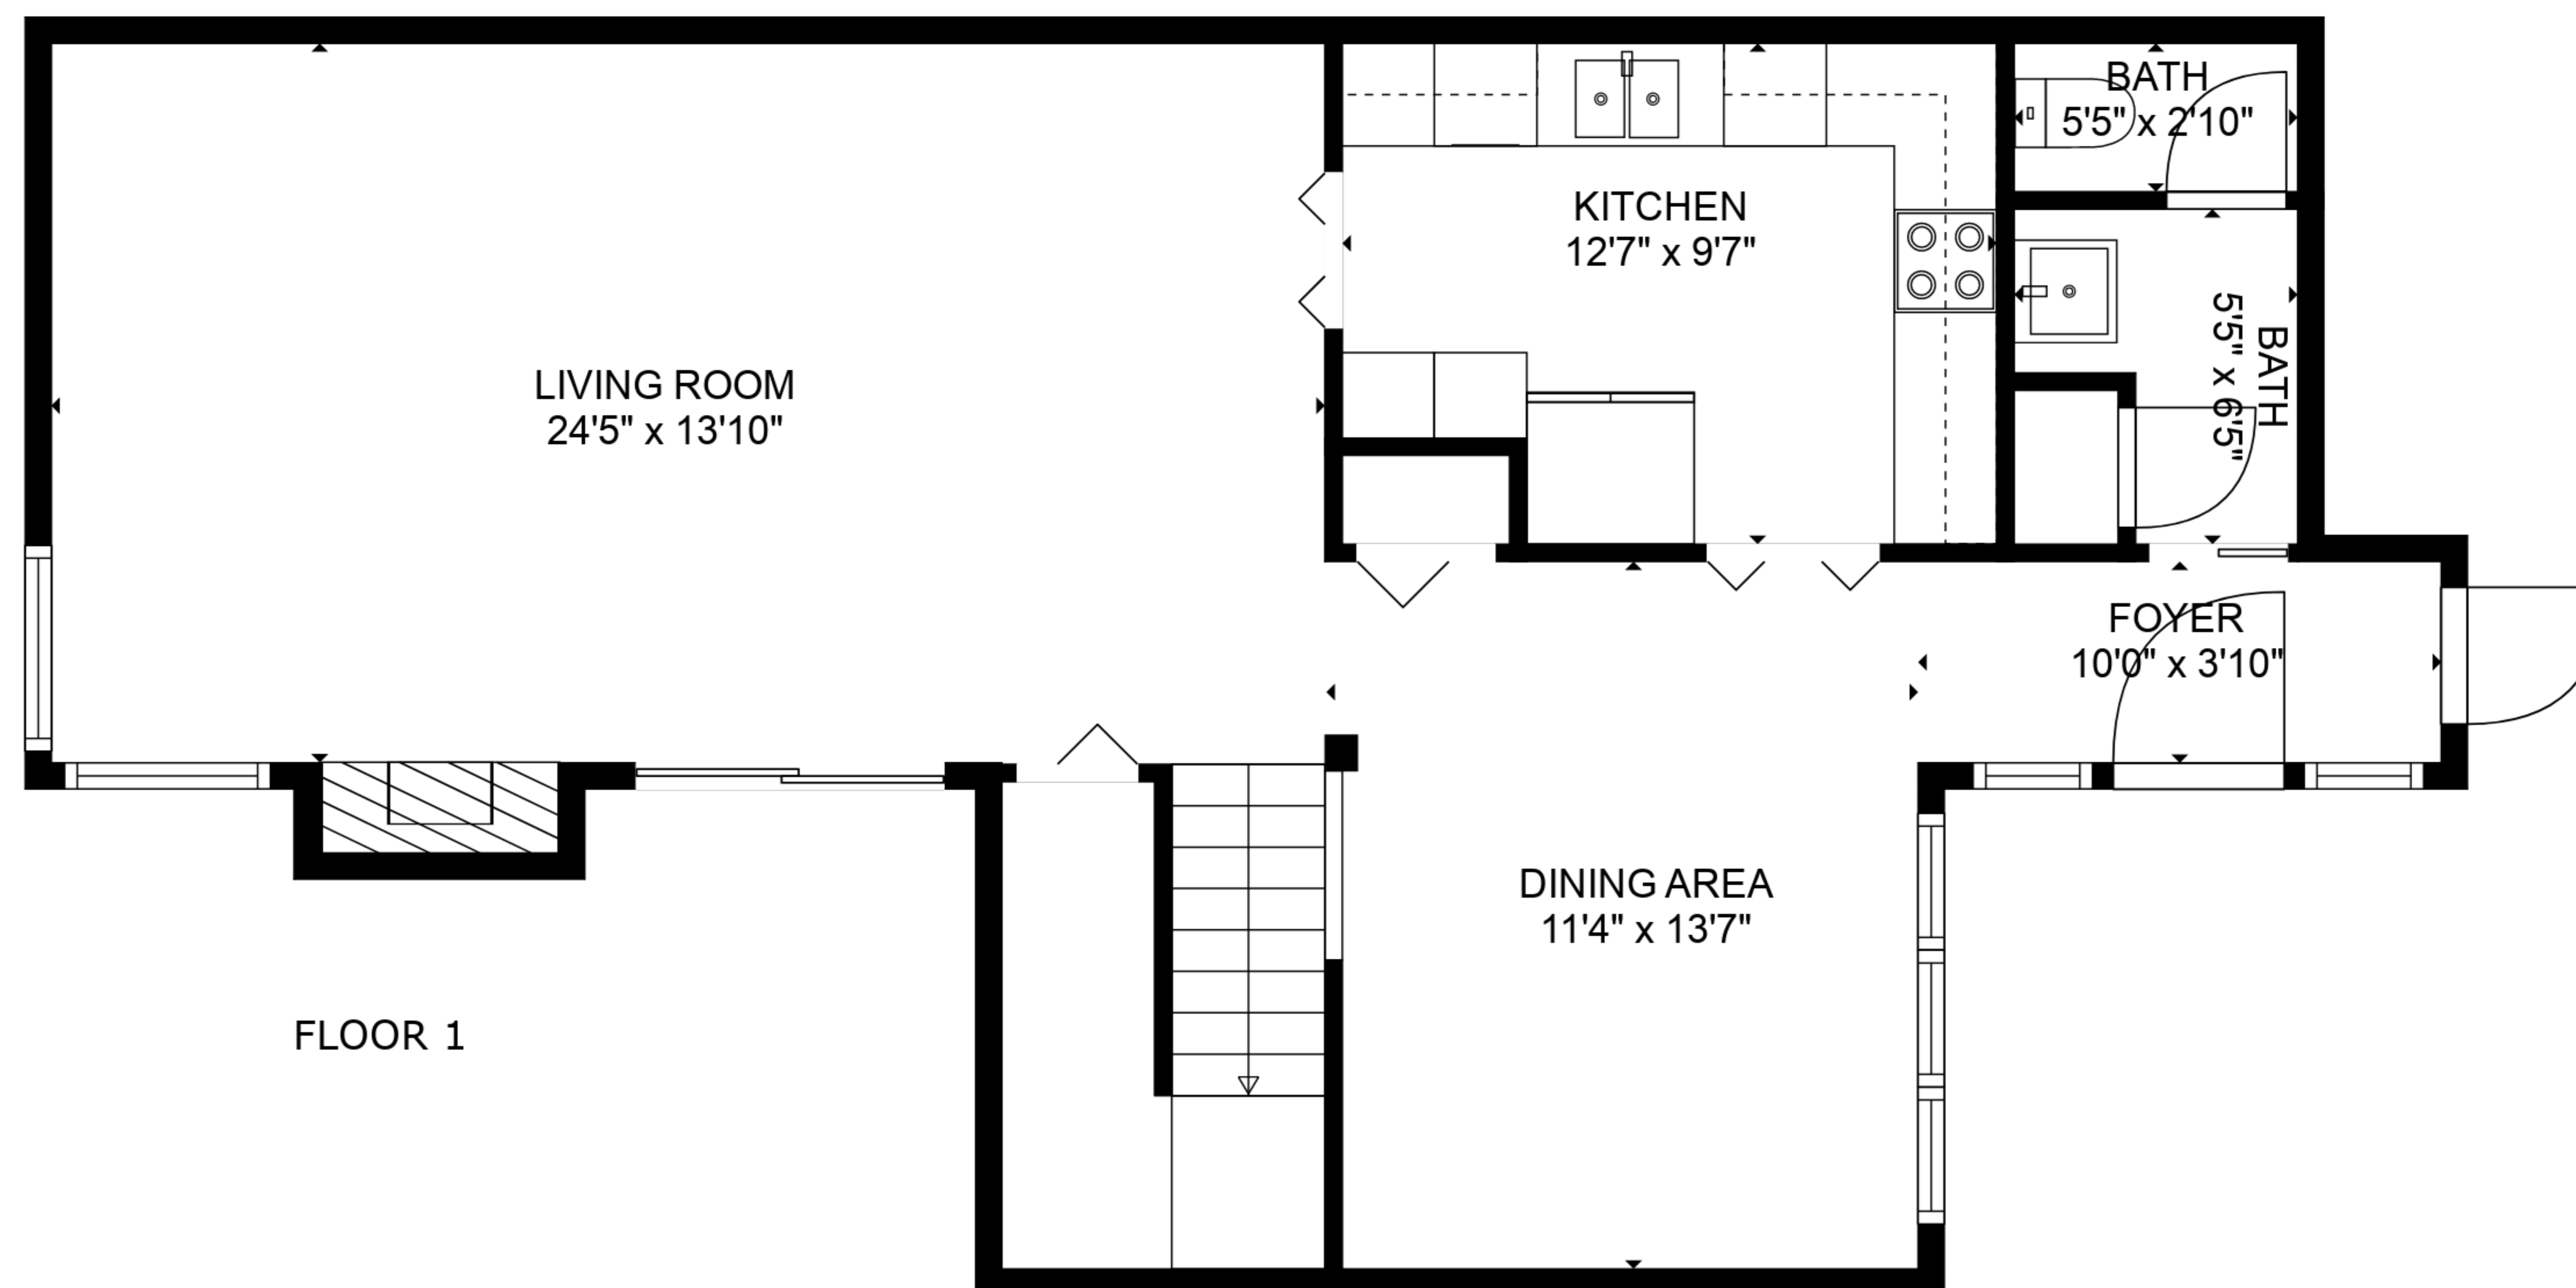 BATH
5'5" x 2'10"
KITCHEN
12'7" x 9'7"
BATH
5'5" x 6'5"
LIVING ROOM
24'5" x 13'10"
FOYER
10'0" x 3'10"
DINING AREA
11'4" x 13'7"
FLOOR 1